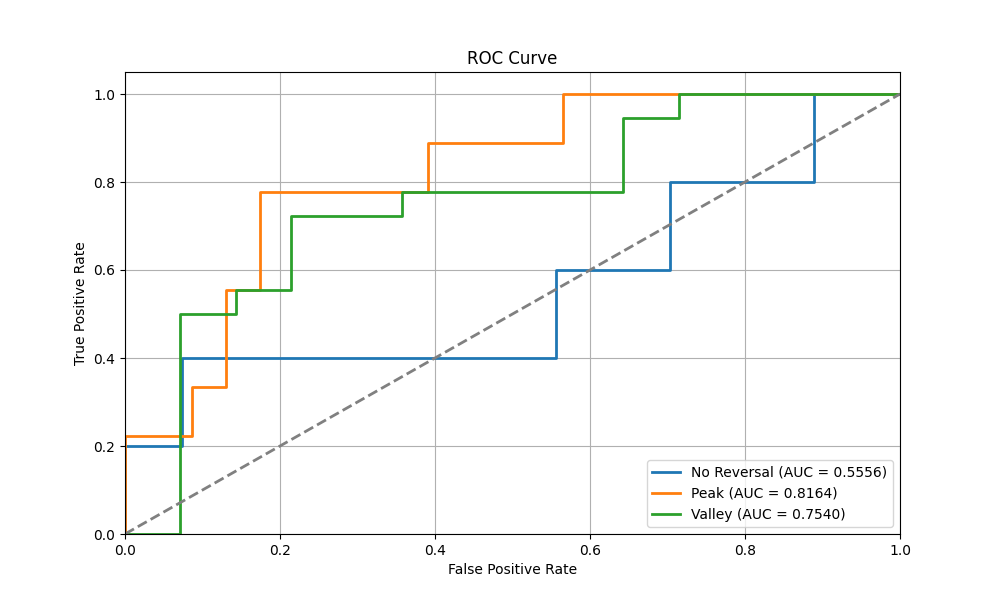 ROC Curve
True Positive Rate
1.0
0.8
0.6
0.4
0.2
0.0
0.0 0.2 0.4 0.6 0.8 1.0
False Positive Rate
No Reversal (AUC = 0.5556)
Peak (AUC = 0.8164)
Valley (AUC = 0.7540)